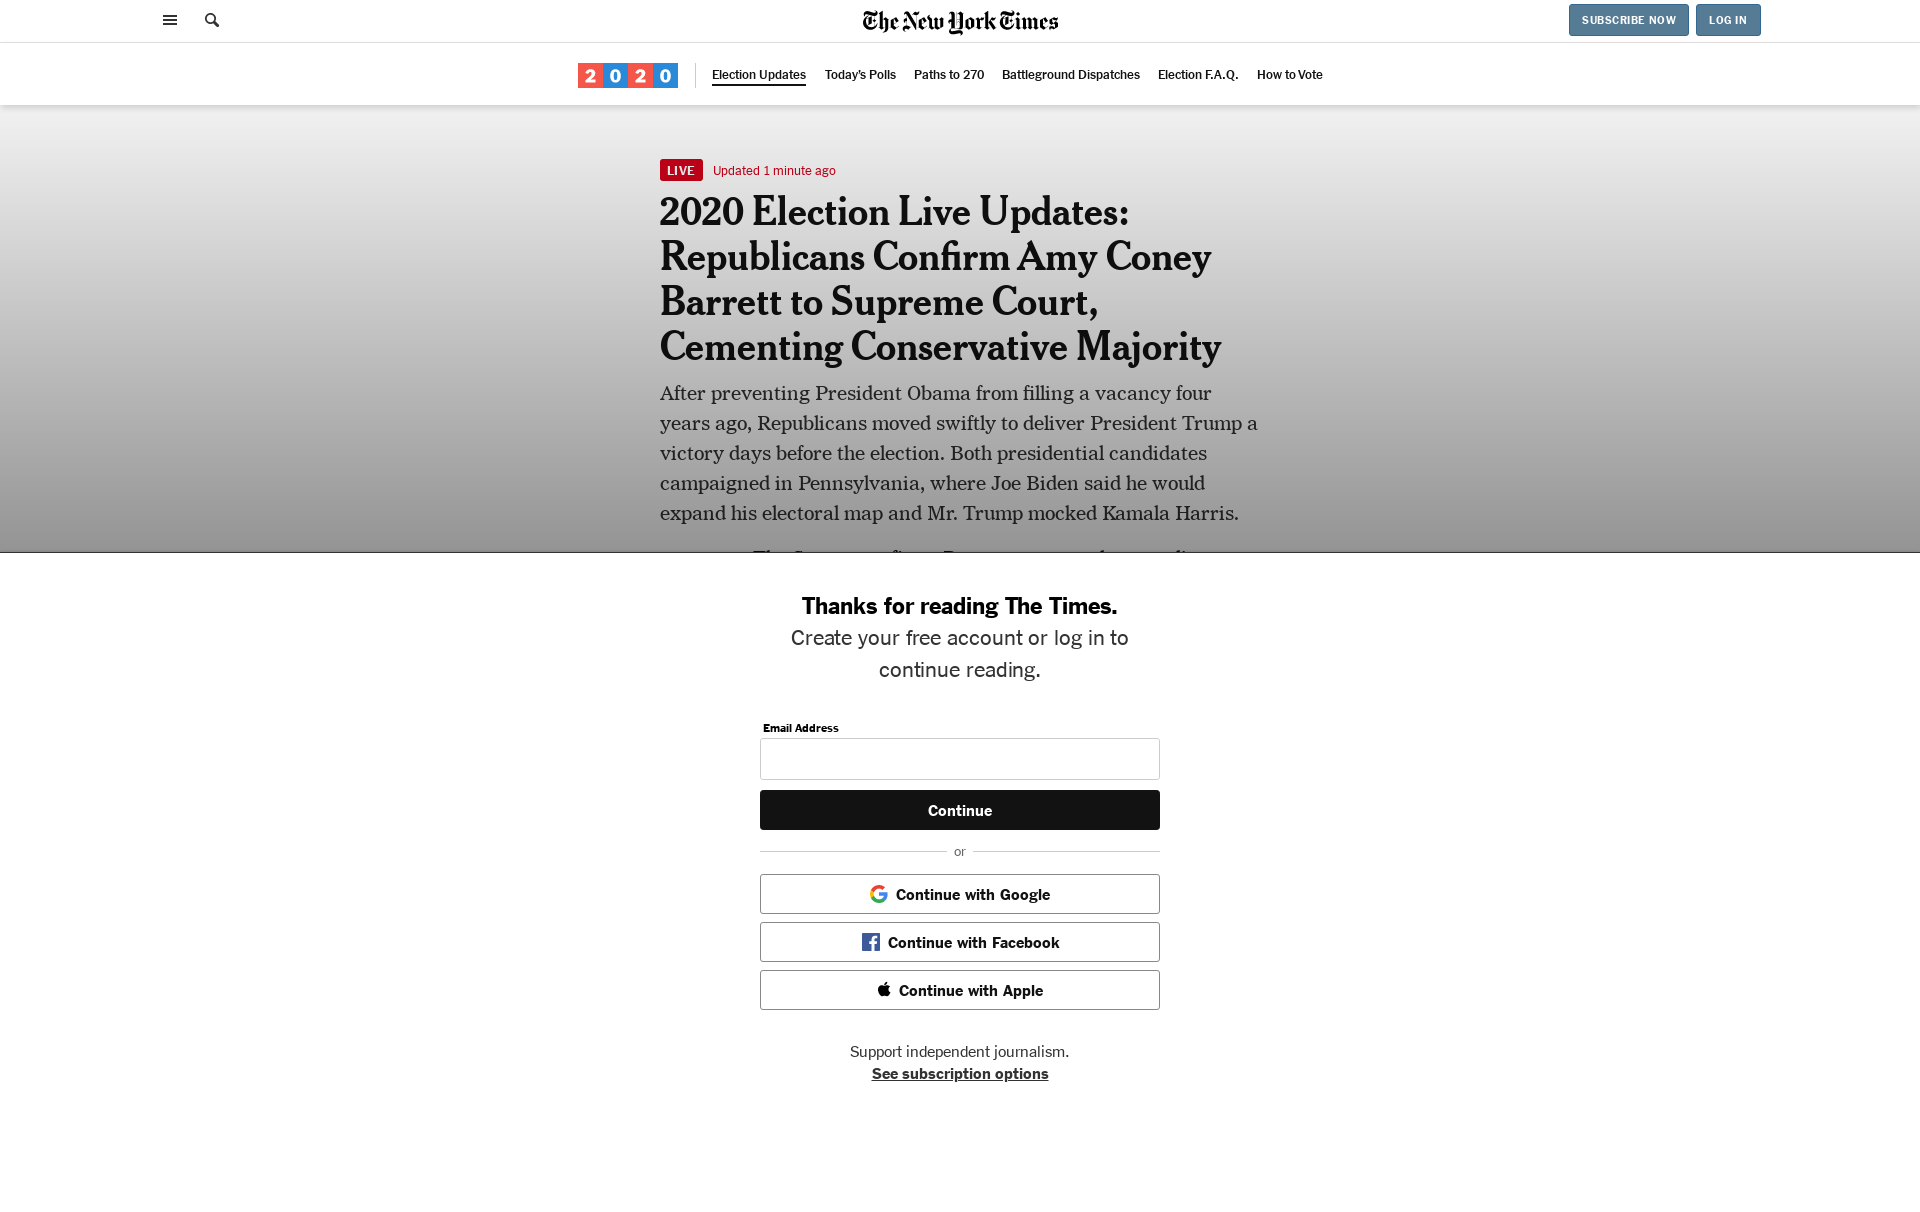 The New York Times
SUBSCRIBE NOW
LOG IN
2020
Election Updates
Today's Polls
Paths to 270
Battleground Dispatches
Election F.A.Q.
How to Vote
LIVE
Updated 1 minute ago
2020 Election Live Updates:
Republicans Confirm Amy Coney
Barrett to Supreme Court,
Cementing Conservative Majority
After preventing President Obama from filling a vacancy four
years ago, Republicans moved swiftly to deliver President Trump a
victory days before the election. Both presidential candidates
campaigned in Pennsylvania, where Joe Biden said he would
expand his electoral map and Mr. Trump mocked Kamala Harris.
Thanks for reading The Times.
Create your free account or log in to
continue reading.
Email Address
Continue
or
Continue with Google
Continue with Facebook
Continue with Apple
Support independent journalism.
See subscription options